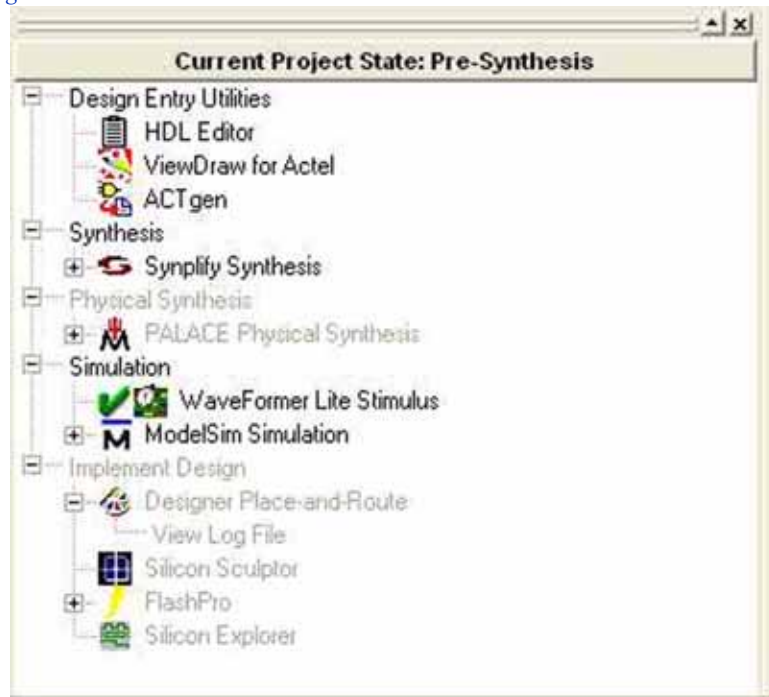 Current Project State: Pre-Synthesis
Design Entry Utilities
HDL Editor
ViewDraw for Actel
ACTgen
Synthesis
Synplify Synthesis
Physical Synthesis
PALACE Physical Synthesis
Simulation
WaveFormer Lite Stimulus
ModelSim Simulation
Implement Design
Designer Place-and-Route
View Log File
Silicon Sculptor
FlashPro
Silicon Explorer